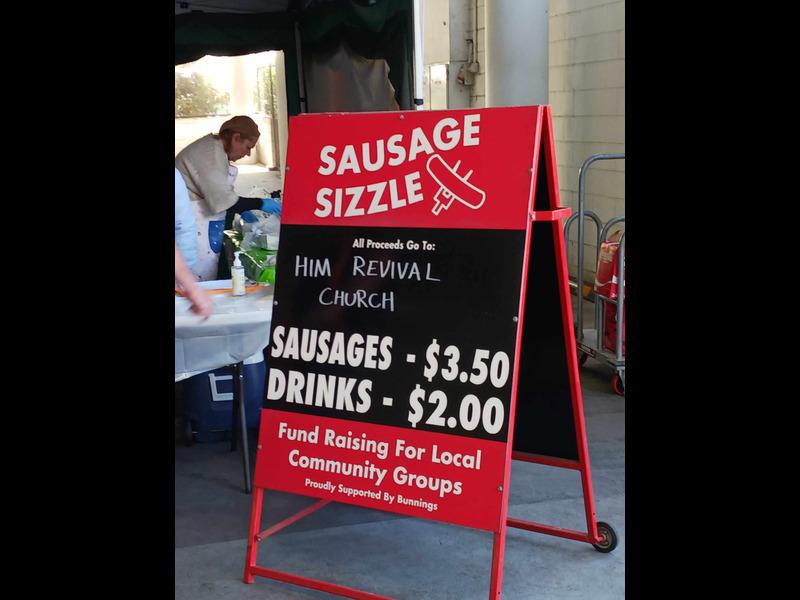 SAUSAGE
SIZZLE
All Proceeds Go To:
HIM REVIVAL
CHURCH
SAUSAGES - $3.50
DRINKS - $2.00
Fund Raising For Local
Community Groups
Proudly Supported By Bunnings